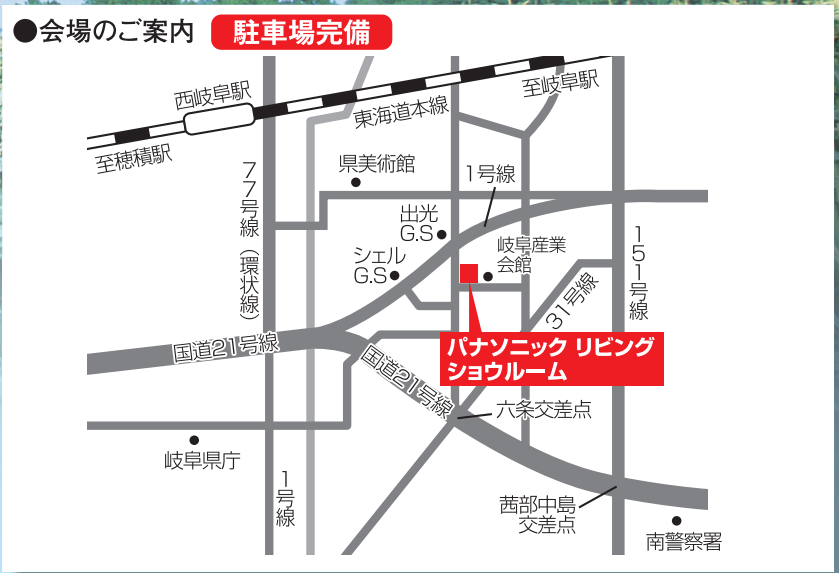 ●会場のご案内 駐車場完備
西岐阜駅
至穂積駅
東海道本線
至岐阜駅
県美術館
1号線
77号線（環状線）
出光
G.S
岐阜産業
会館
シェル
G.S
151号線
31号線
国道21号線
パナソニック リビング
ショウルーム
国道21号線
六条交差点
岐阜県庁
1号線
茜部中島
交差点
南警察署